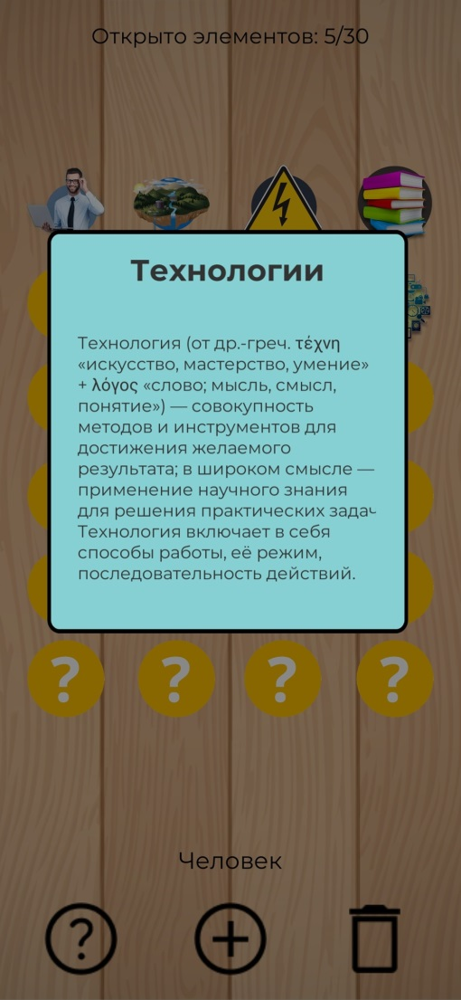 Открыто элементов: 5/30
Технологии
Технология (от др.-греч. τέχνη
«искусство, мастерство, умение»
+ λόγος «слово; мысль, смысл,
понятие») — совокупность
методов и инструментов для
достижения желаемого
результата; в широком смысле —
применение научного знания
для решения практических задач
Технология включает в себя
способы работы, её режим,
последовательность действий.
? ? ? ?
Человек
?